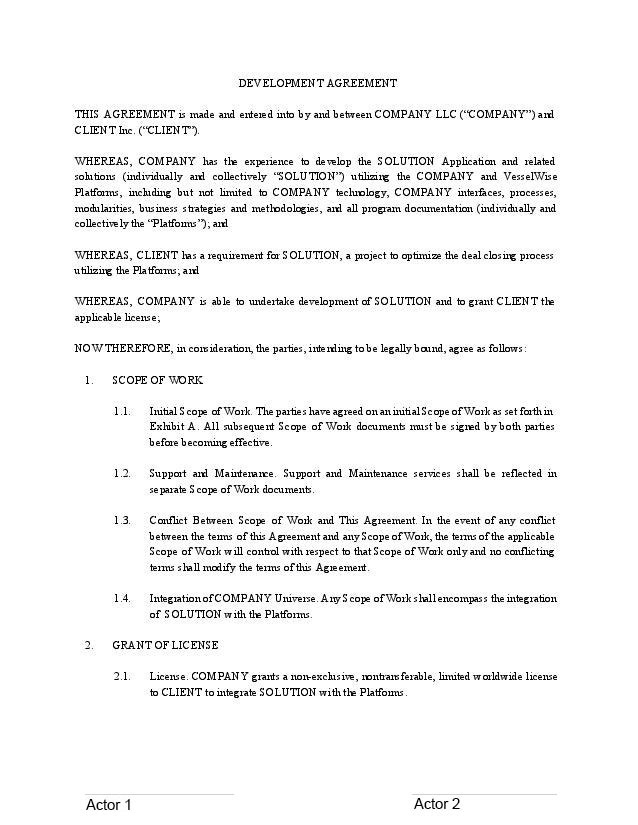 DEVELOPMENT AGREEMENT
THIS AGREEMENT is made and entered into by and between COMPANY LLC (“COMPANY”) and
CLIENT Inc. (“CLIENT”).
WHEREAS, COMPANY has the experience to develop the SOLUTION Application and related
solutions (individually and collectively “SOLUTION”) utilizing the COMPANY and VesselWise
Platforms, including but not limited to COMPANY technology, COMPANY interfaces, processes,
modularities, business strategies and methodologies, and all program documentation (individually and
collectively the “Platforms”); and
WHEREAS, CLIENT has a requirement for SOLUTION, a project to optimize the deal closing process
utilizing the Platforms; and
WHEREAS, COMPANY is able to undertake development of SOLUTION and to grant CLIENT the
applicable license;
NOW THEREFORE, in consideration, the parties, intending to be legally bound, agree as follows:
1. SCOPE OF WORK
1.1. Initial Scope of Work. The parties have agreed on an initial Scope of Work as set forth in
Exhibit A. All subsequent Scope of Work documents must be signed by both parties
before becoming effective.
1.2. Support and Maintenance. Support and Maintenance services shall be reflected in
separate Scope of Work documents.
1.3. Conflict Between Scope of Work and This Agreement. In the event of any conflict
between the terms of this Agreement and any Scope of Work, the terms of the applicable
Scope of Work will control with respect to that Scope of Work only and no conflicting
terms shall modify the terms of this Agreement.
1.4. Integration of COMPANY Universe. Any Scope of Work shall encompass the integration
of SOLUTION with the Platforms.
2. GRANT OF LICENSE
2.1. License. COMPANY grants a non-exclusive, nontransferable, limited worldwide license
to CLIENT to integrate SOLUTION with the Platforms.
Actor 1 Actor 2